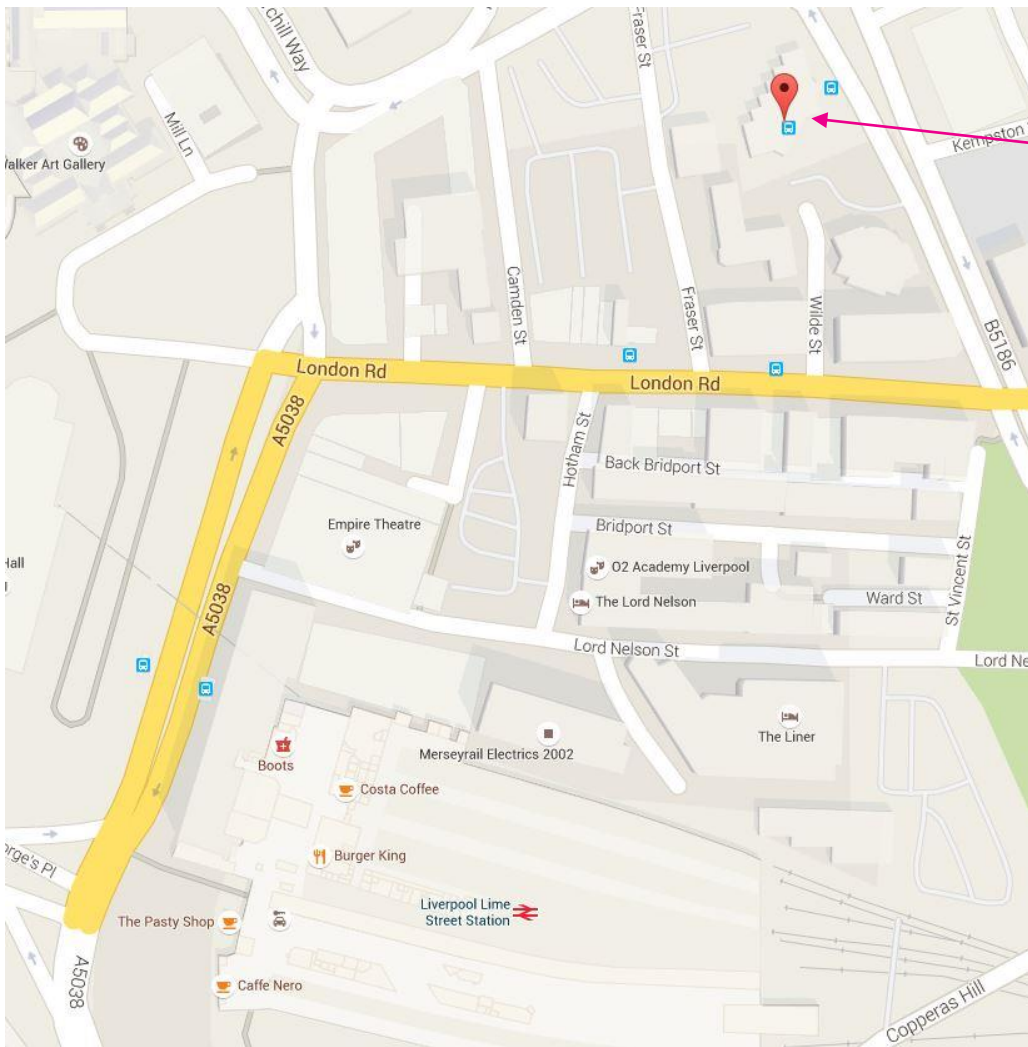 chill Way
Fraser St
Mill Ln
Walker Art Gallery
Kempston
Camden St
Fraser St
Wilde St
B5186
London Rd
London Rd
A5038
Hotham St
Back Bridport St
Empire Theatre
Bridport St
O2 Academy Liverpool
St Vincent St
Hall
A5038
The Lord Nelson
Ward St
Lord Nelson St
Lord Ne
The Liner
Merseyrail Electrics 2002
Boots
Costa Coffee
Burger King
orge's Pl
Liverpool Lime
Street Station
The Pasty Shop
A5038
Caffe Nero
Copperas Hill